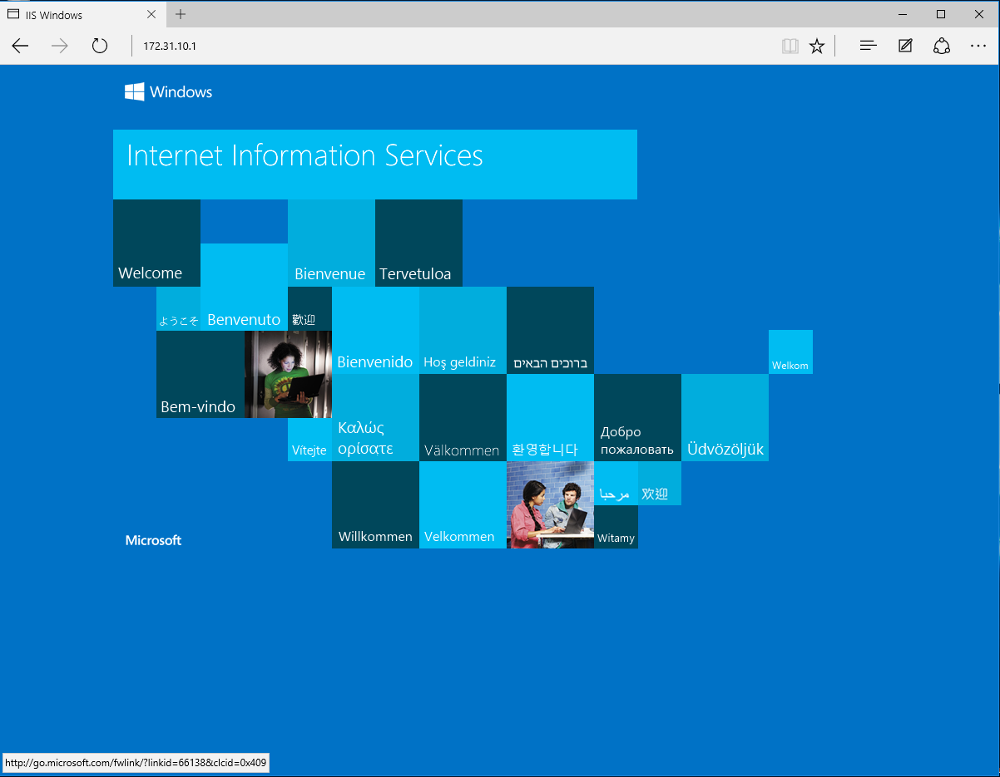 IIS Windows
172.31.10.1
Windows
Internet Information Services
Welcome
Bienvenue
Tervetuloa
ようこそ
Benvenuto
歡迎
Bienvenido
Hoş geldiniz
ברוכים הבאים
Welkom
Bem-vindo
Vítejte
Καλώς
ορίσατε
Välkommen
환영합니다
Добро
пожаловать
Üdvözöljük
مرحبا
欢迎
Microsoft
Willkommen
Velkommen
Witamy
http://go.microsoft.com/fwlink/?linkid=66138&clcid=0x409